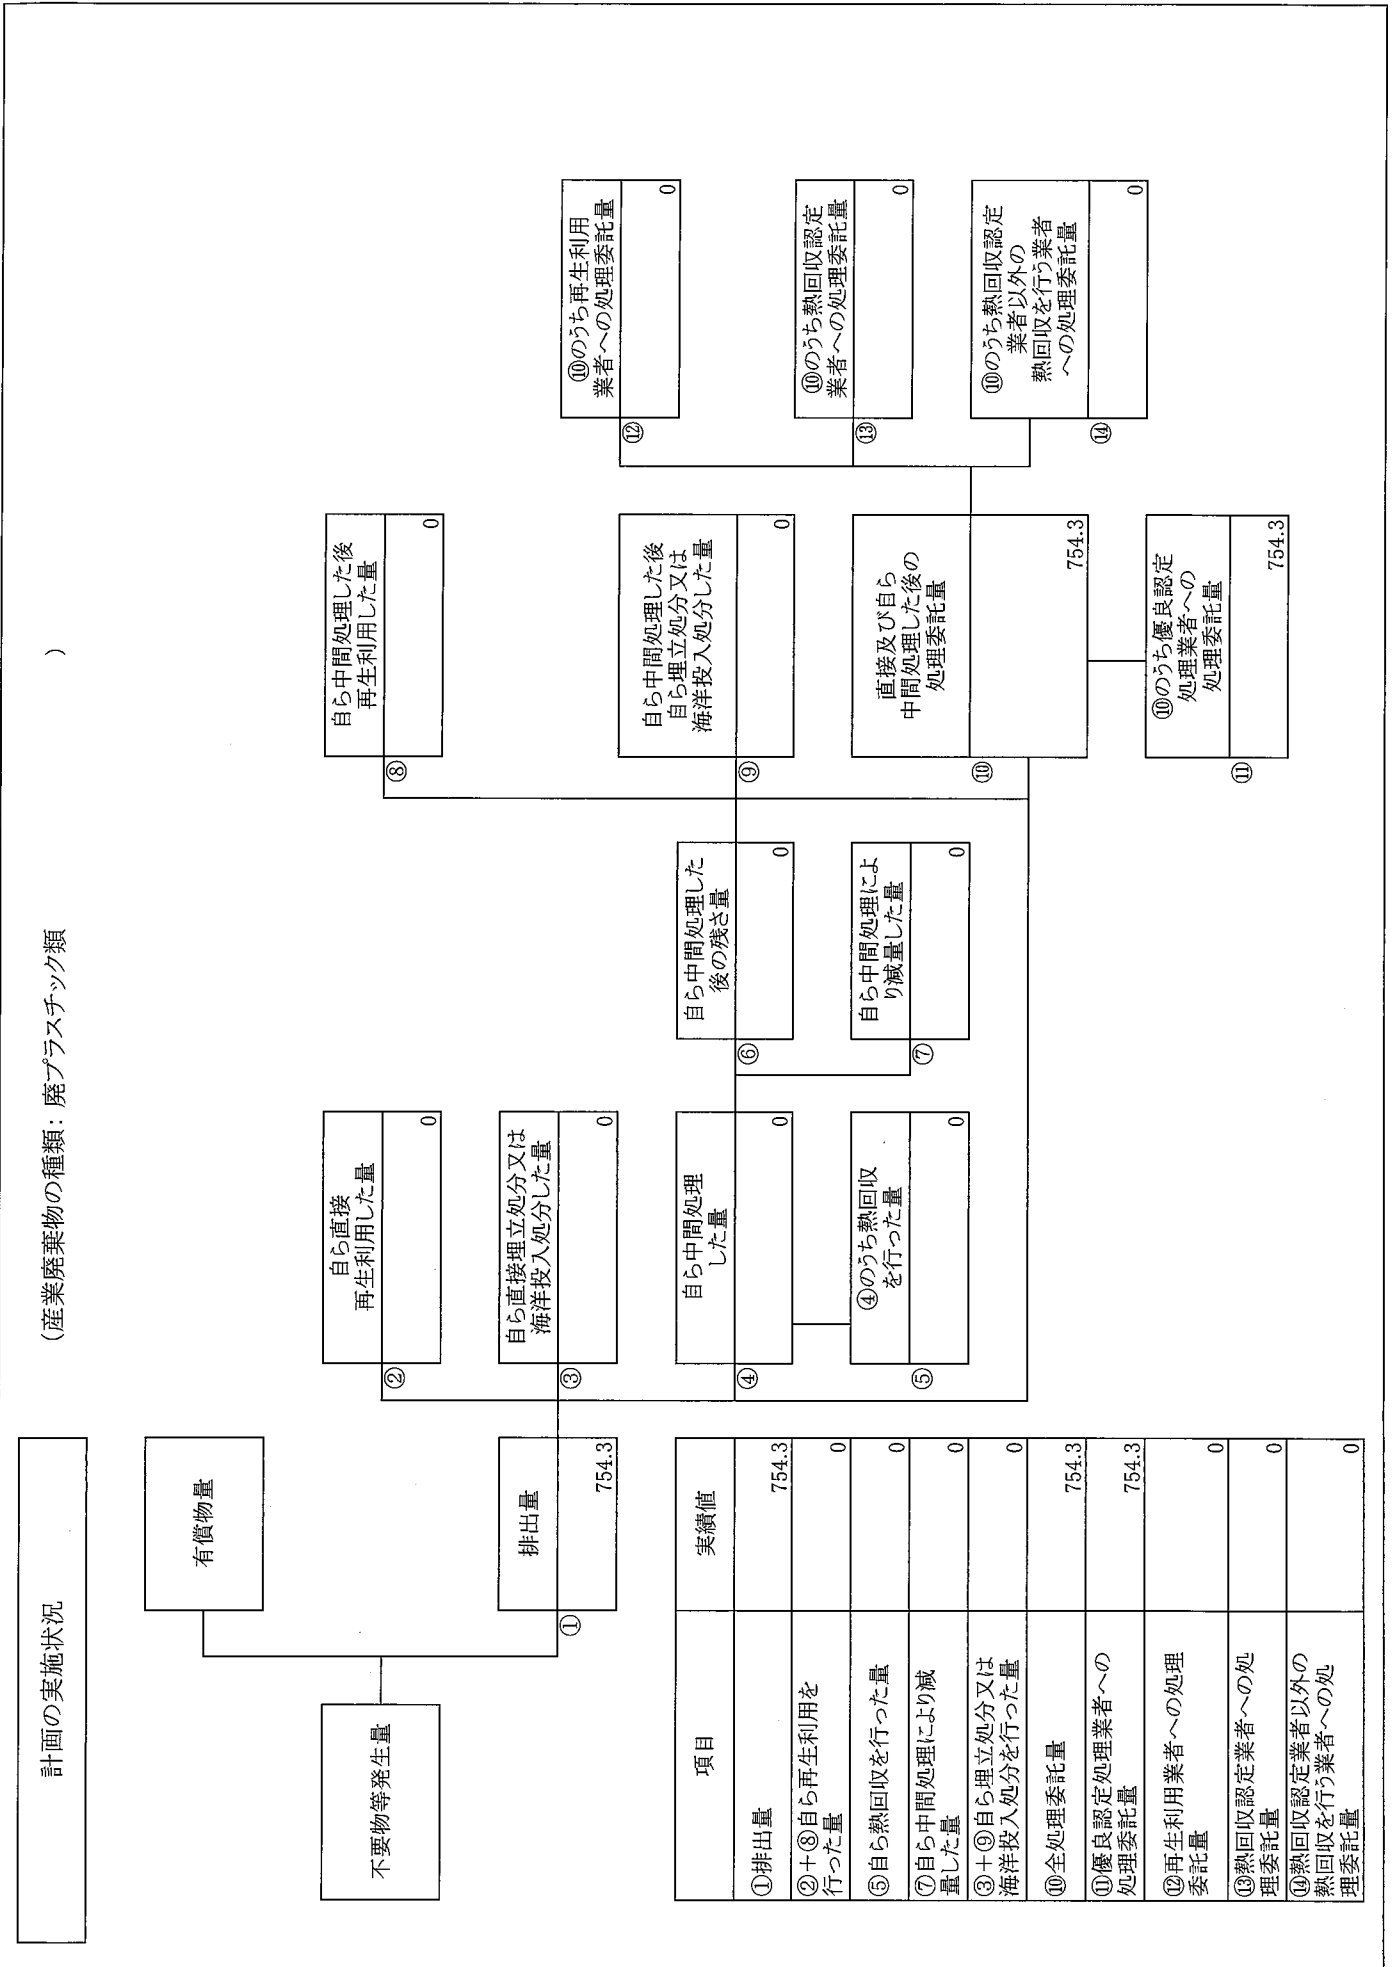 計画の実施状況
(産業廃棄物の種類：廃プラスチック類
)
不要物等発生量
有償物量
排出量
①
754.3
自ら直接
再生利用した量
②
0
自ら直接埋立処分又は
海洋投入処分した量
③
0
自ら中間処理
した量
④
0
④のうち熱回収
を行った量
⑤
0
自ら中間処理した
後の残さ量
⑥
0
自ら中間処理によ
り減量した量
⑦
0
自ら中間処理した後
再生利用した量
⑧
0
自ら中間処理した後
自ら埋立処分又は
海洋投入処分した量
⑨
0
直接及び自ら
中間処理した後の
処理委託量
⑩
754.3
⑩のうち優良認定
処理業者への
処理委託量
⑪
754.3
⑩のうち再生利用
業者への処理委託量
⑫
0
⑩のうち熱回収認定
業者への処理委託量
⑬
0
⑩のうち熱回収認定
業者以外の
熱回収を行う業者
への処理委託量
⑭
0
項目 実績値
①排出量 754.3
②＋⑧自ら再生利用を
行った量 0
⑤自ら熱回収を行った量 0
⑦自ら中間処理により減
量した量 0
③＋⑨自ら埋立処分又は
海洋投入処分を行った量 0
⑩全処理委託量 754.3
⑪優良認定処理業者への
処理委託量 754.3
⑫再生利用業者への処理
委託量 0
⑬熱回収認定業者への処
理委託量 0
⑭熱回収認定業者以外の
熱回収を行う業者への処
理委託量 0